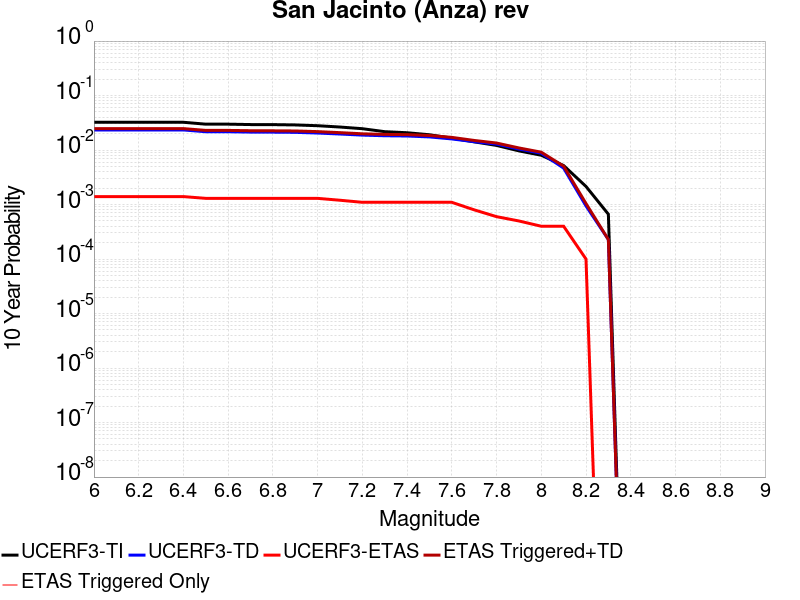 San Jacinto (Anza) rev
10 Year Probability
10^0
10^-1
10^-2
10^-3
10^-4
10^-5
10^-6
10^-7
10^-8
6 6.2 6.4 6.6 6.8 7 7.2 7.4 7.6 7.8 8 8.2 8.4 8.6 8.8 9
Magnitude
UCERF3-TI UCERF3-TD UCERF3-ETAS ETAS Triggered+TD
ETAS Triggered Only